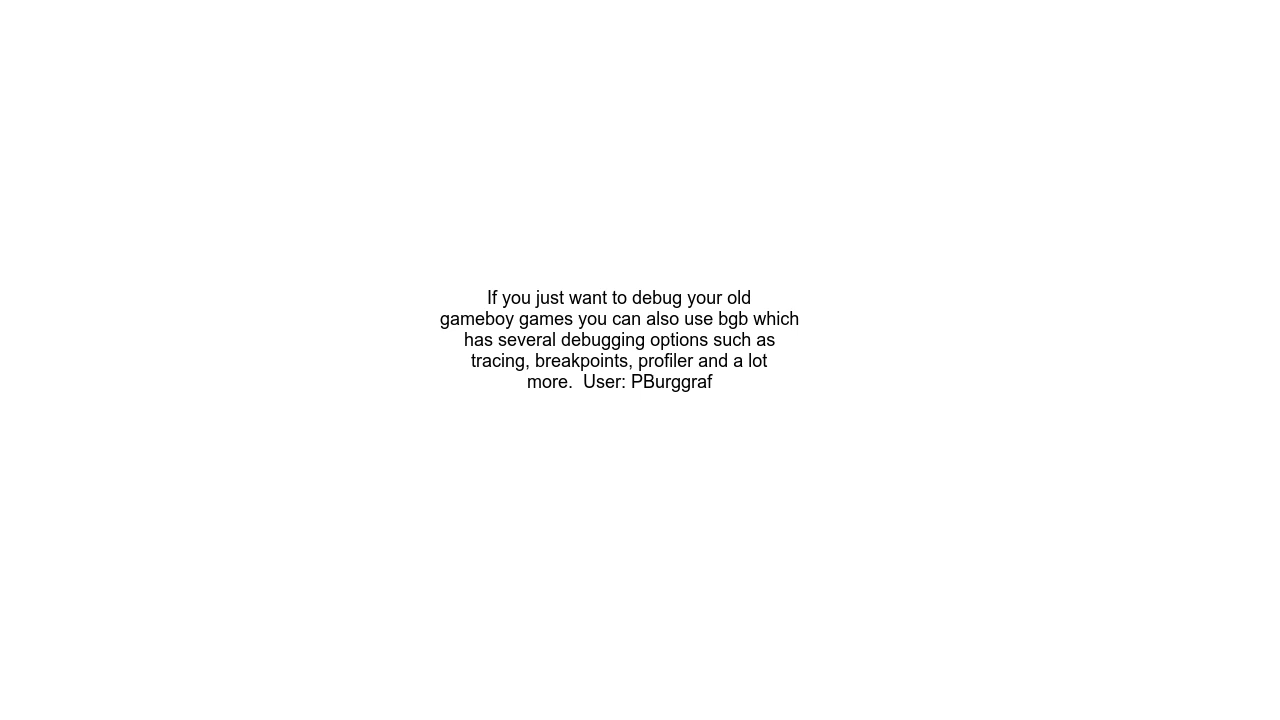 If you just want to debug your old
gameboy games you can also use bgb which
has several debugging options such as
tracing, breakpoints, profiler and a lot
more.  User: PBurggraf